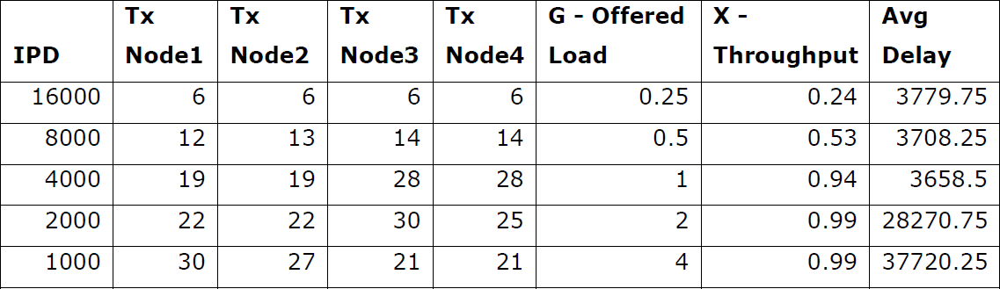 IPD Tx Node1 Tx Node2 Tx Node3 Tx Node4 G - Offered Load X - Throughput Avg Delay
16000 6 6 6 6 0.25 0.24 3779.75
8000 12 13 14 14 0.5 0.53 3708.25
4000 19 19 28 28 1 0.94 3658.5
2000 22 22 30 25 2 0.99 28270.75
1000 30 27 21 21 4 0.99 37720.25